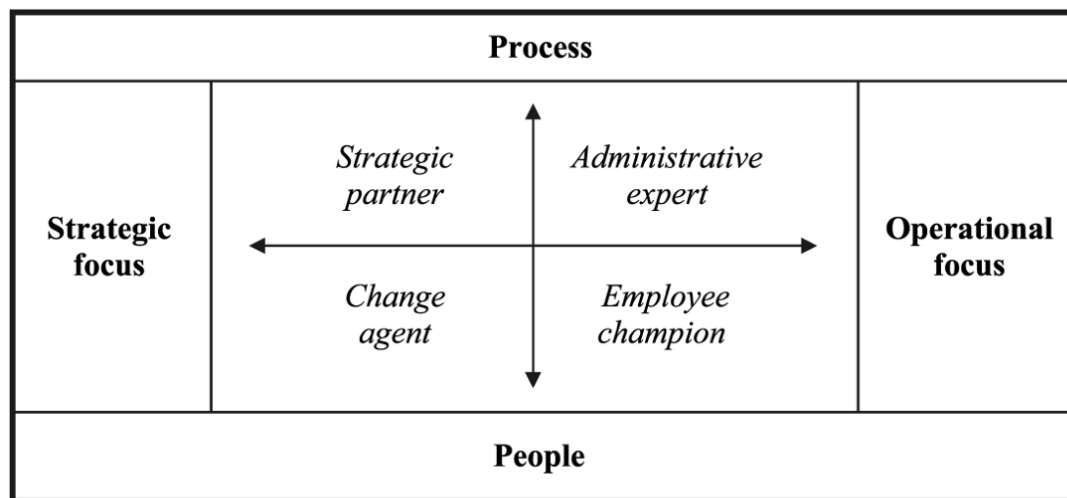 Process
Strategic
partner
Administrative
expert
Strategic
focus
Operational
focus
Change
agent
Employee
champion
People